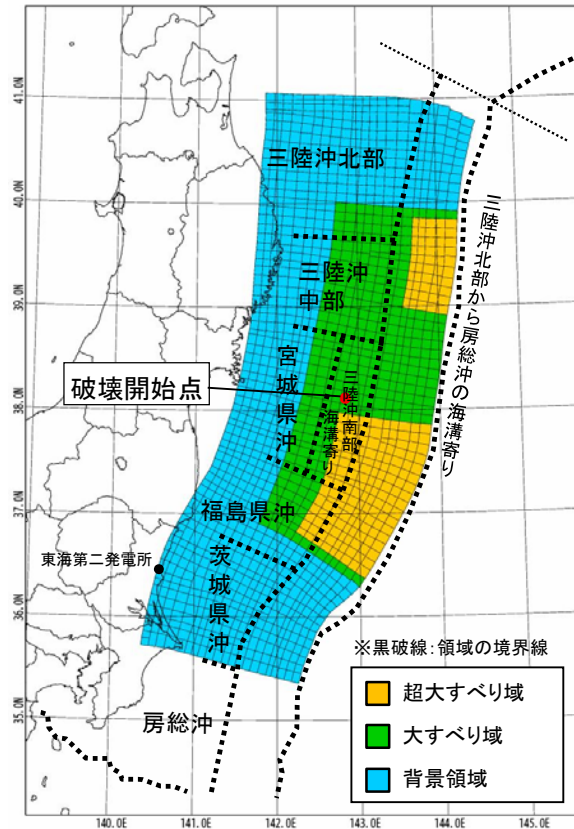 41.0N
40.0N
39.0N
38.0N
37.0N
36.0N
35.0N
三陸沖北部
三陸沖
中部
宮城県沖
三陸沖南部
海溝寄り
三陸沖北部から房総沖の海溝寄り
破壊開始点
福島県沖
東海第二発電所
茨城県沖
房総沖
※黒破線:領域の境界線
超大すべり域
大すべり域
背景領域
140.0E
141.0E
142.0E
143.0E
144.0E
145.0E